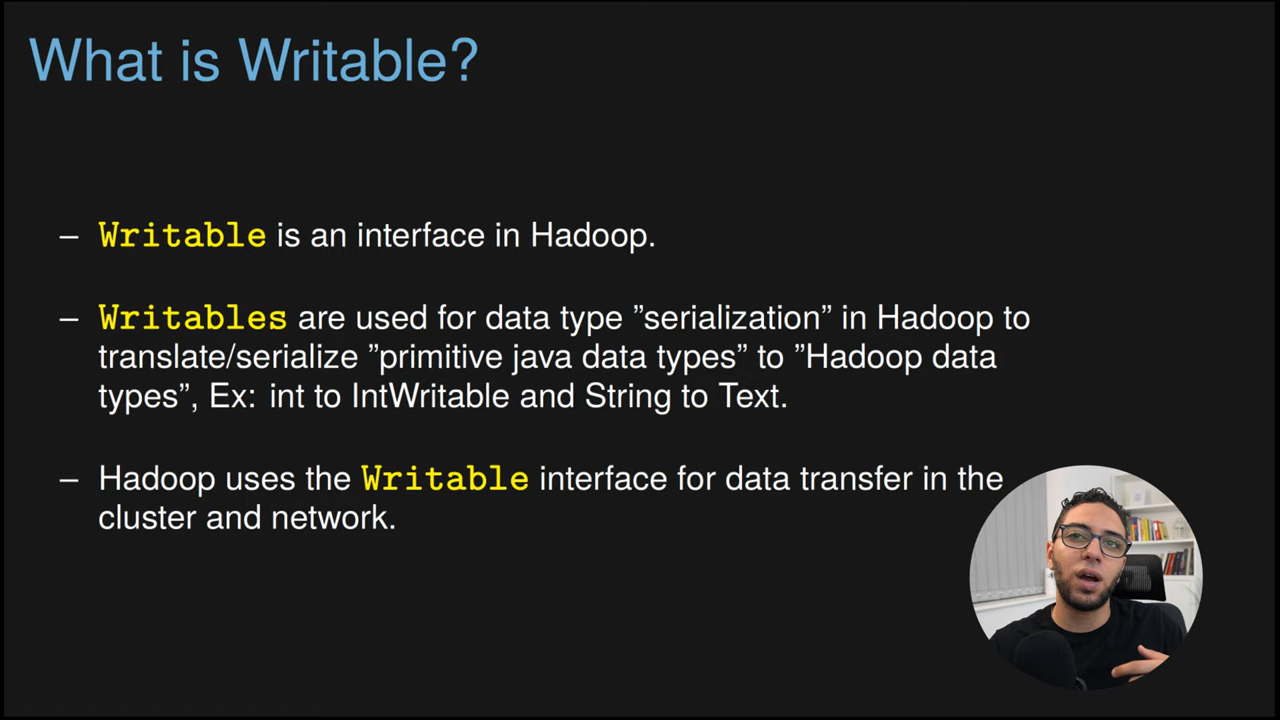 What is Writable?
– Writable is an interface in Hadoop.
– Writables are used for data type ”serialization” in Hadoop to
translate/serialize ”primitive java data types” to ”Hadoop data
types”, Ex: int to IntWritable and String to Text.
– Hadoop uses the Writable interface for data transfer in the
cluster and network.